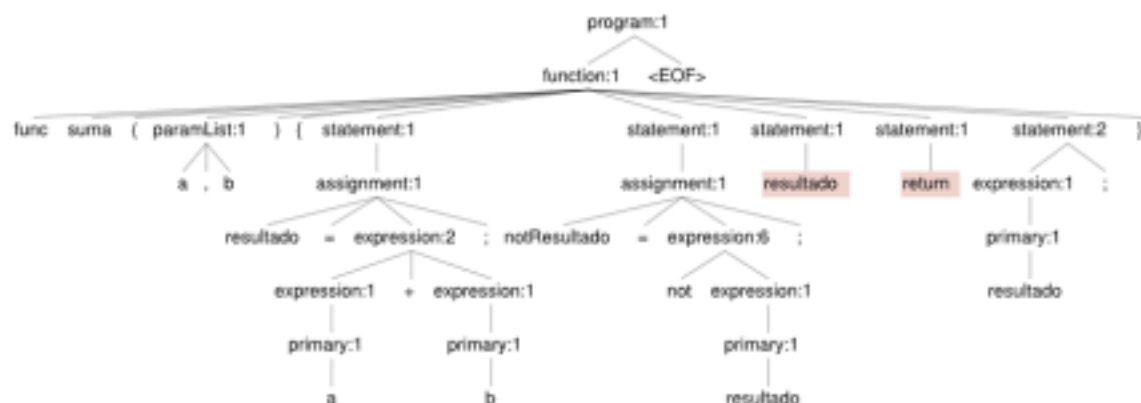 program:1
function:1 <EOF>
func suma ( paramList:1 ) { statement:1 statement:1 statement:1 statement:1 statement:2 }
a , b assignment:1 assignment:1 resultado return expression:1 ;
resultado = expression:2 ; notResultado = expression:6 ; primary:1
expression:1 + expression:1 not expression:1 resultado
primary:1 primary:1 primary:1
a b resultado